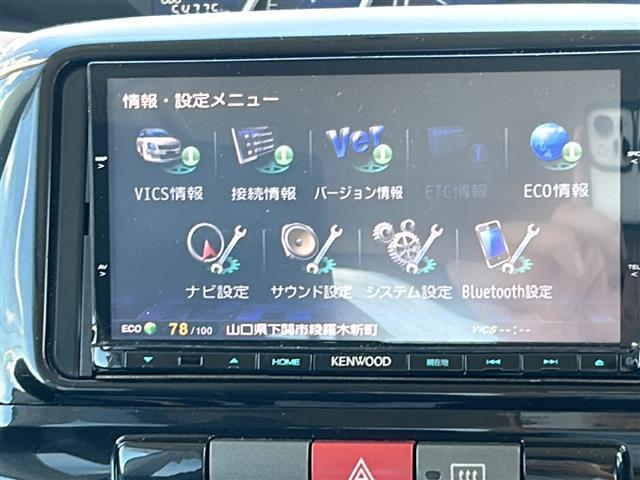 ODO
情報・設定メニュー
Ver
VICS情報 接続情報 バージョン情報 ETC情報 ECO情報
MAP
AV
ナビ設定 サウンド設定 システム設定 Bluetooth設定
ECO 78/100 山口県下関市綾羅木新町 VICS --:--
HOME KENWOOD 現在地